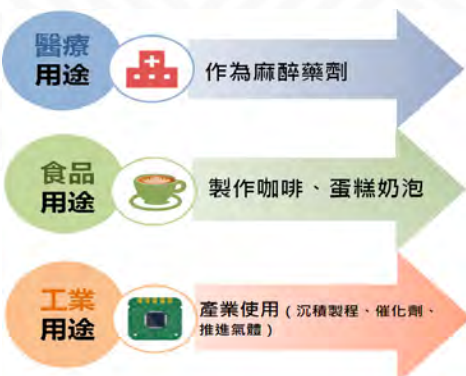 醫療
用途
作為麻醉藥劑
食品
用途
製作咖啡、蛋糕奶泡
工業
用途
產業使用(沉積製程、催化劑、
推進氣體)